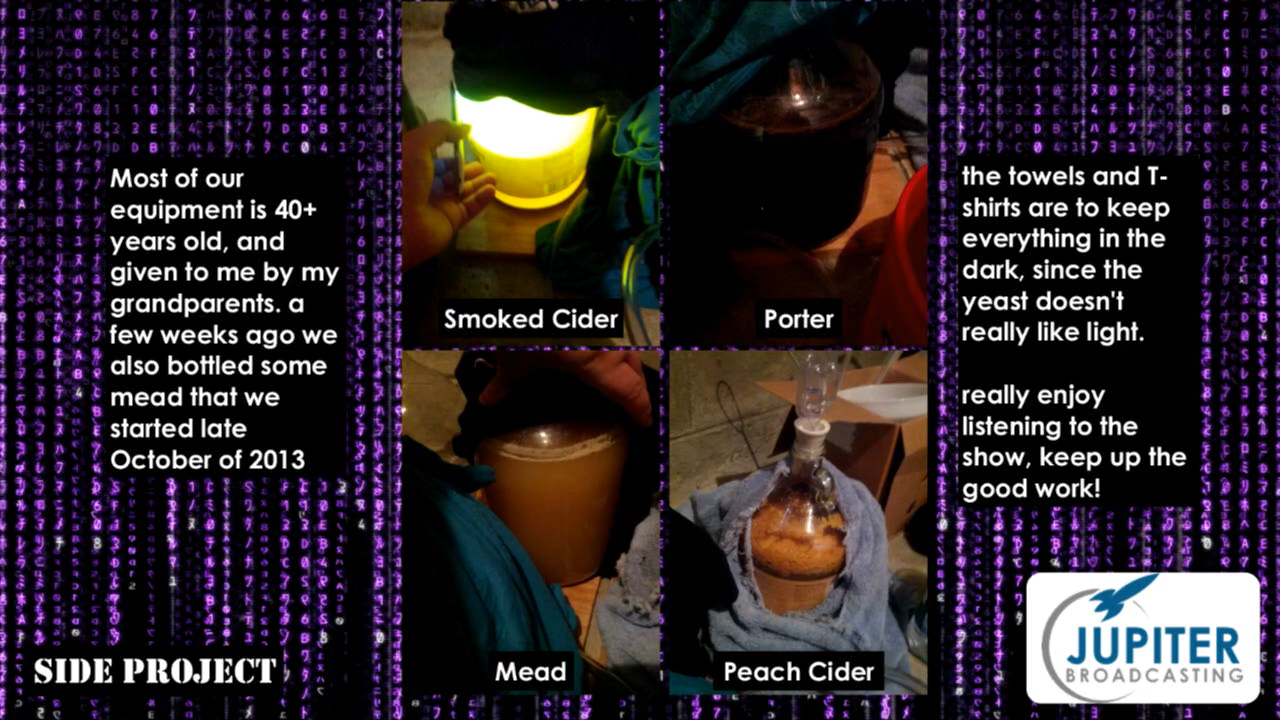 Most of our
equipment is 40+
years old, and
given to me by my
grandparents. a
few weeks ago we
also bottled some
mead that we
started late
October of 2013
Smoked Cider
Porter
Mead
Peach Cider
the towels and T-
shirts are to keep
everything in the
dark, since the
yeast doesn't
really like light.
really enjoy
listening to the
show, keep up the
good work!
SIDE PROJECT
JUPITER
BROADCASTING